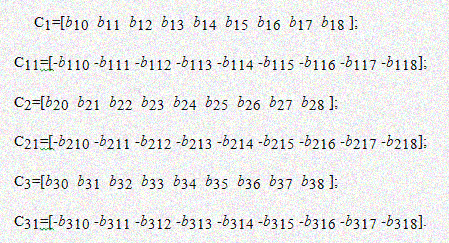 C1=[b10 b11 b12 b13 b14 b15 b16 b17 b18 ];
C11=[-b110 -b111 -b112 -b113 -b114 -b115 -b116 -b117 -b118];
C2=[b20 b21 b22 b23 b24 b25 b26 b27 b28 ];
C21=[-b210 -b211 -b212 -b213 -b214 -b215 -b216 -b217 -b218];
C3=[b30 b31 b32 b33 b34 b35 b36 b37 b38 ];
C31=[-b310 -b311 -b312 -b313 -b314 -b315 -b316 -b317 -b318].